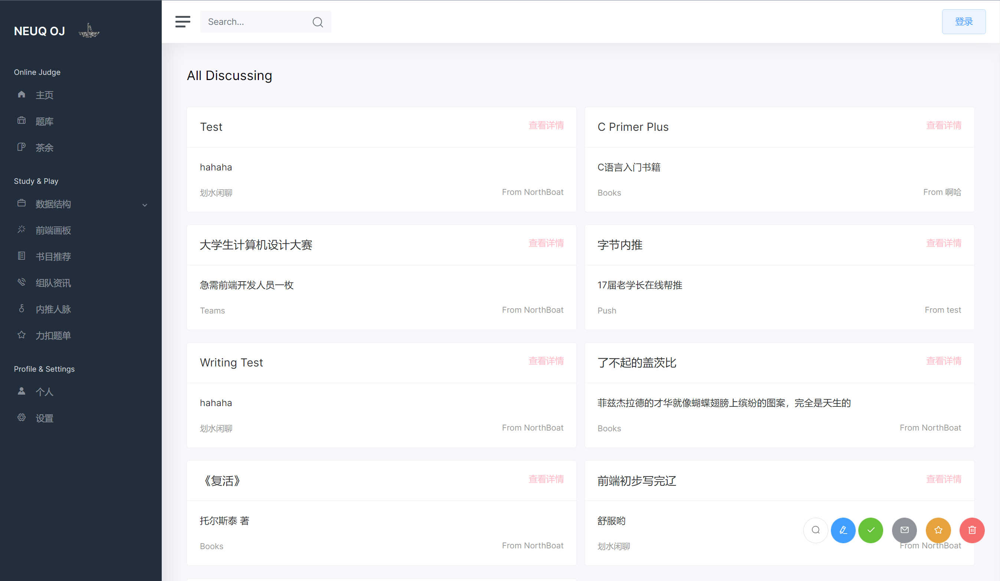 NEUQ OJ
Online Judge
主页
题库
茶余
Study & Play
数据结构
前端画板
书目推荐
组队资讯
内推人脉
力扣题单
Profile & Settings
个人
设置
Search...
登录
All Discussing
Test
查看详情
hahaha
划水闲聊
From NorthBoat
C Primer Plus
查看详情
C语言入门书籍
Books
From 啊哈
大学生计算机设计大赛
查看详情
急需前端开发人员一枚
Teams
From NorthBoat
字节内推
查看详情
17届老学长在线帮推
Push
From test
Writing Test
查看详情
hahaha
划水闲聊
From NorthBoat
了不起的盖茨比
查看详情
菲兹杰拉德的才华就像蝴蝶翅膀上缤纷的图案，完全是天生的
Books
From NorthBoat
《复活》
查看详情
托尔斯泰 著
Books
From NorthBoat
前端初步写完辽
查看详情
舒服哟
划水闲聊
From NorthBoat